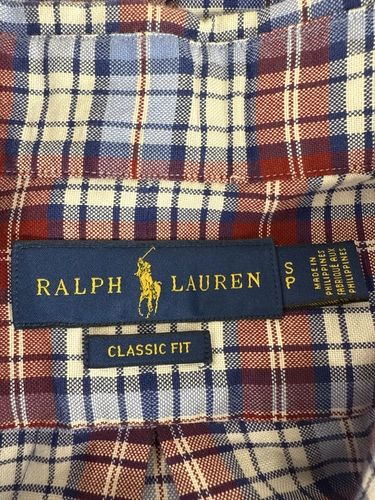 RALPH LAUREN
S
P
MADE IN
PHILIPPINES
FABRIQUÉ AUX
PHILIPPINES
CLASSIC FIT